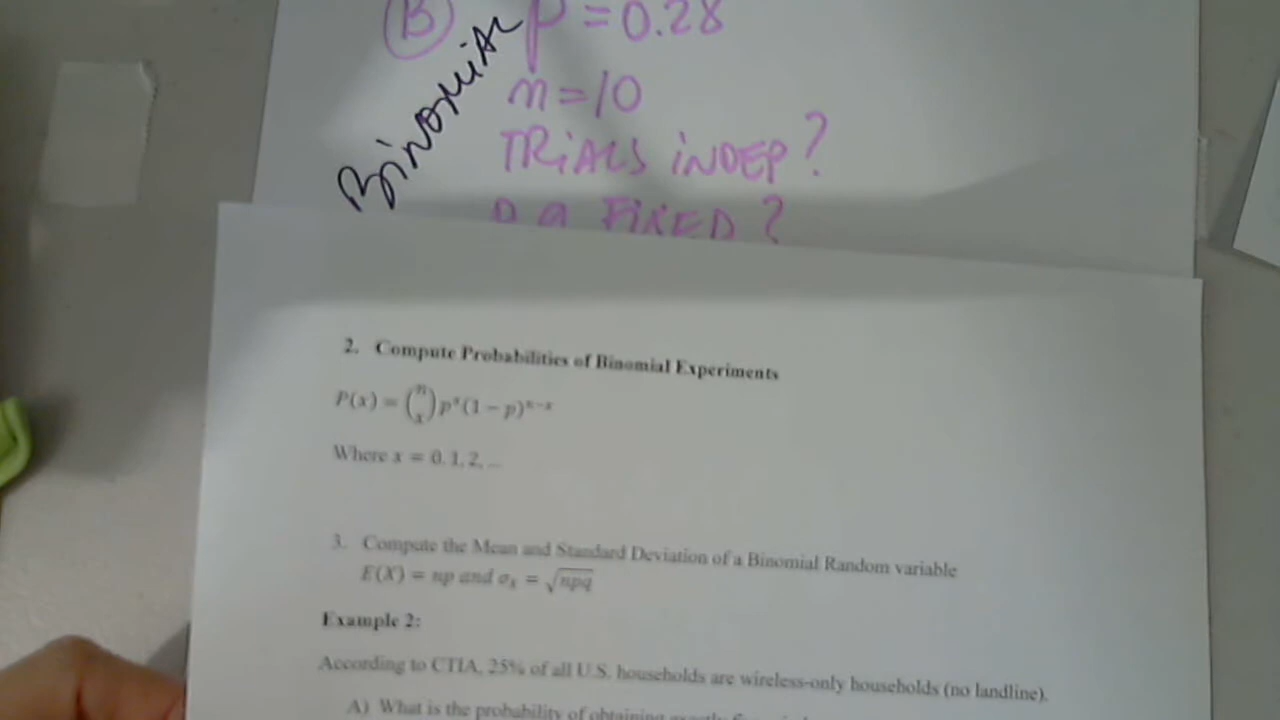 B p = 0.28
Binomial
n = 10
TRiALS iNDEP?
p q FiXED?
2. Compute Probabilities of Binomial Experiments
P(x) = (n x) p^x (1 − p)^{n−x}
Where x = 0, 1, 2, ...
3. Compute the Mean and Standard Deviation of a Binomial Random variable
E(X) = np and σ_x = √npq
Example 2:
According to CTIA, 25% of all U.S. households are wireless-only households (no landline).
A) What is the probability of obtaining exactly